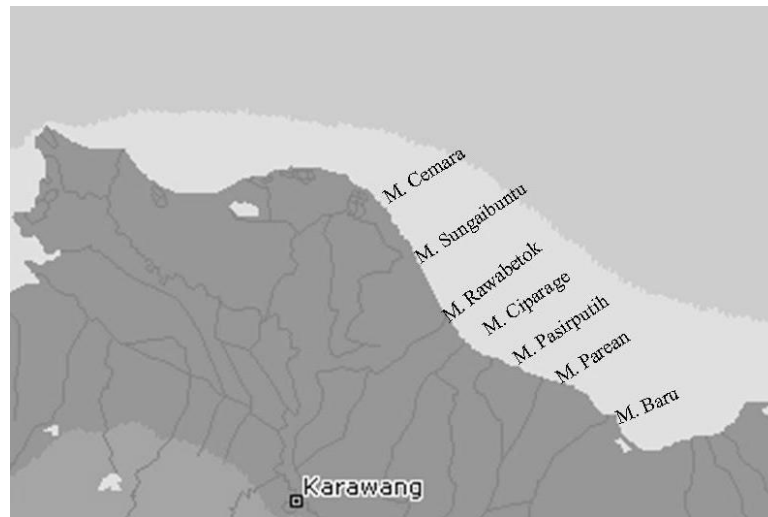 M. Cemara
M. Sungaibuntu
M. Rawabetok
M. Ciparage
M. Pasirputih
M. Parean
M. Baru
Karawang